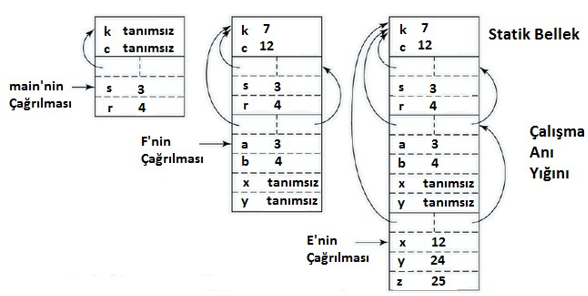 k tanımsız
c tanımsız
s 3
r 4
main'nin
Çağrılması
k 7
c 12
s 3
r 4
a 3
b 4
x tanımsız
y tanımsız
F'nin
Çağrılması
k 7
c 12
s 3
r 4
a 3
b 4
x tanımsız
y tanımsız
x 12
y 24
z 25
E'nin
Çağrılması
Statik Bellek
Çalışma
Anı
Yığını